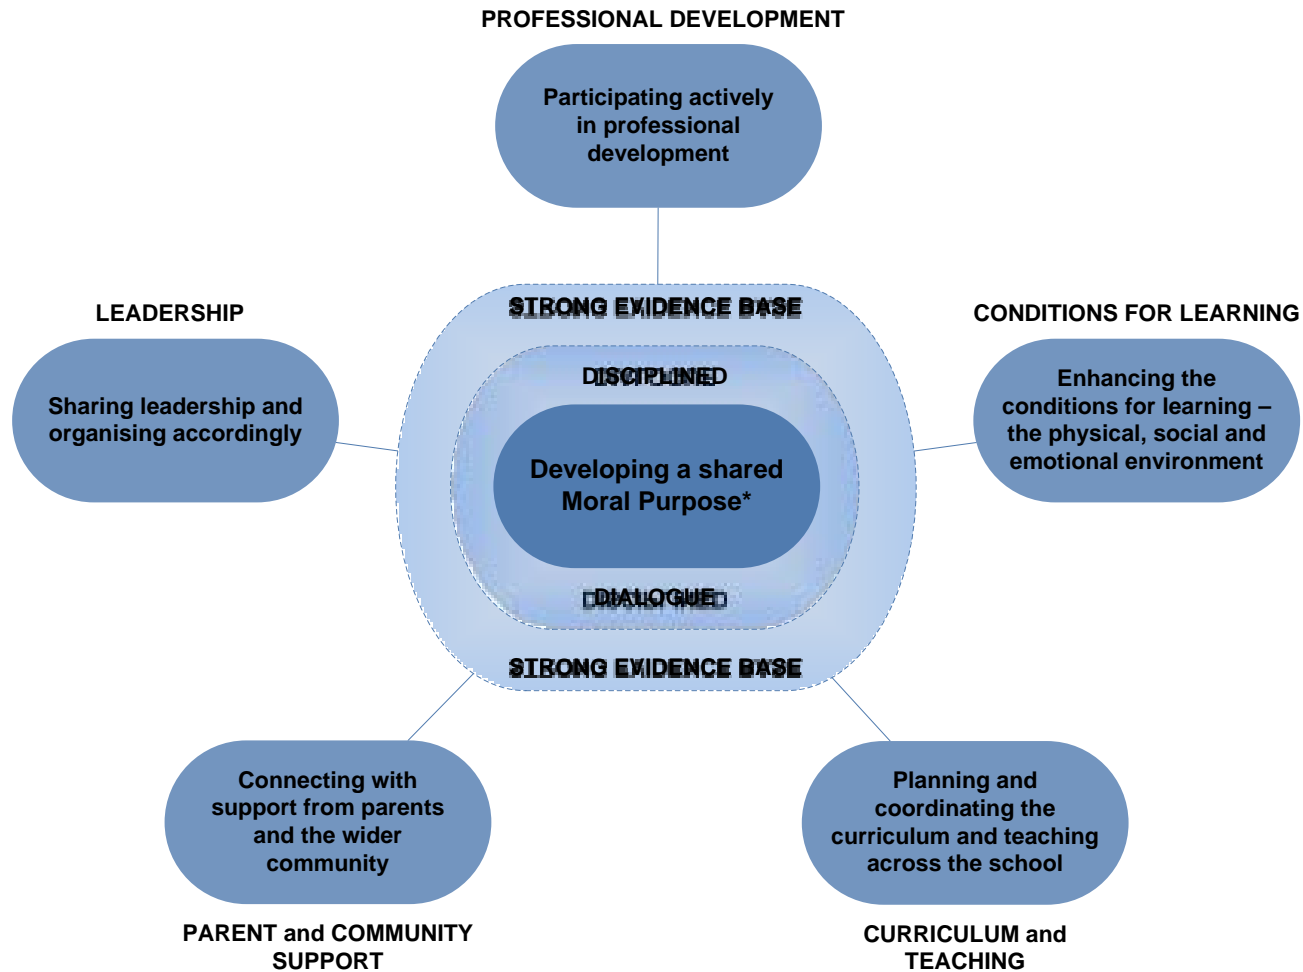 PROFESSIONAL DEVELOPMENT
Participating actively
in professional
development
LEADERSHIP
Sharing leadership and
organising accordingly
STRONG EVIDENCE BASE
DISCIPLINED
Developing a shared
Moral Purpose*
DIALOGUE
STRONG EVIDENCE BASE
CONDITIONS FOR LEARNING
Enhancing the
conditions for learning –
the physical, social and
emotional environment
Connecting with
support from parents
and the wider
community
PARENT and COMMUNITY
SUPPORT
Planning and
coordinating the
curriculum and teaching
across the school
CURRICULUM and
TEACHING